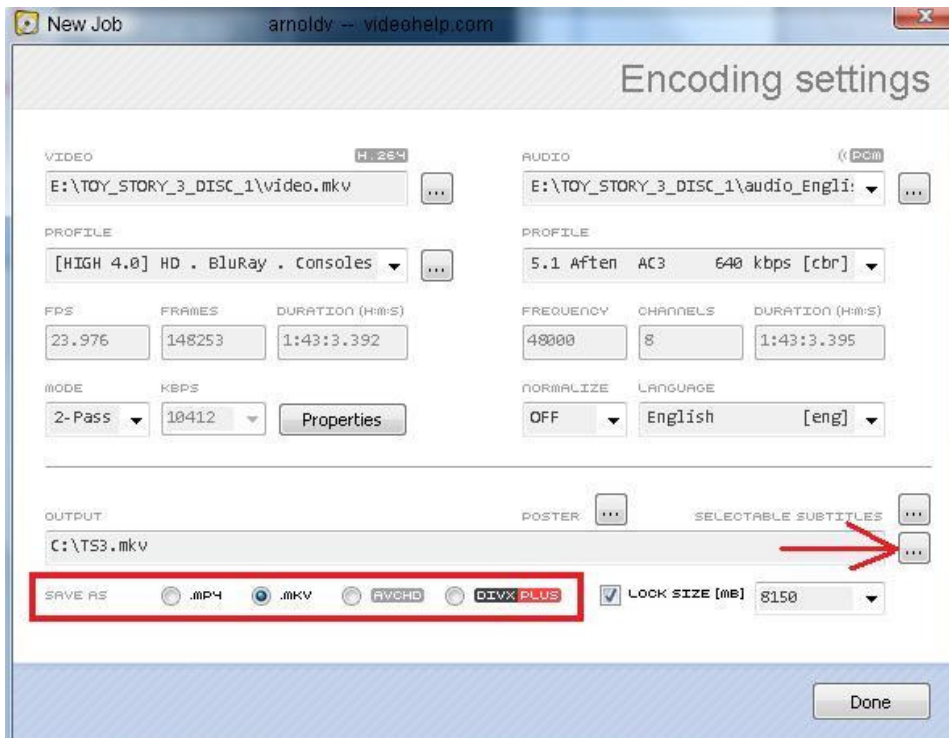 New Job arnoldv -- videohelp.com
Encoding settings
VIDEO H.264
E:\TOY_STORY_3_DISC_1\video.mkv ...
PROFILE
[HIGH 4.0] HD . BluRay . Consoles ...
FPS FRAMES DURATION (H:M:S)
23.976 148253 1:43:3.392
MODE KBPS
2-Pass 10412 Properties
AUDIO PCM
E:\TOY_STORY_3_DISC_1\audio_Engli: ...
PROFILE
5.1 Aften AC3 640 kbps [cbr]
FREQUENCY CHANNELS DURATION (H:M:S)
48000 8 1:43:3.395
NORMALIZE LANGUAGE
OFF English [eng]
OUTPUT POSTER ... SELECTABLE SUBTITLES ...
C:\TS3.mkv ...
SAVE AS .MP4 .MKV AVCHD DIVX PLUS LOCK SIZE [MB] 8150
Done